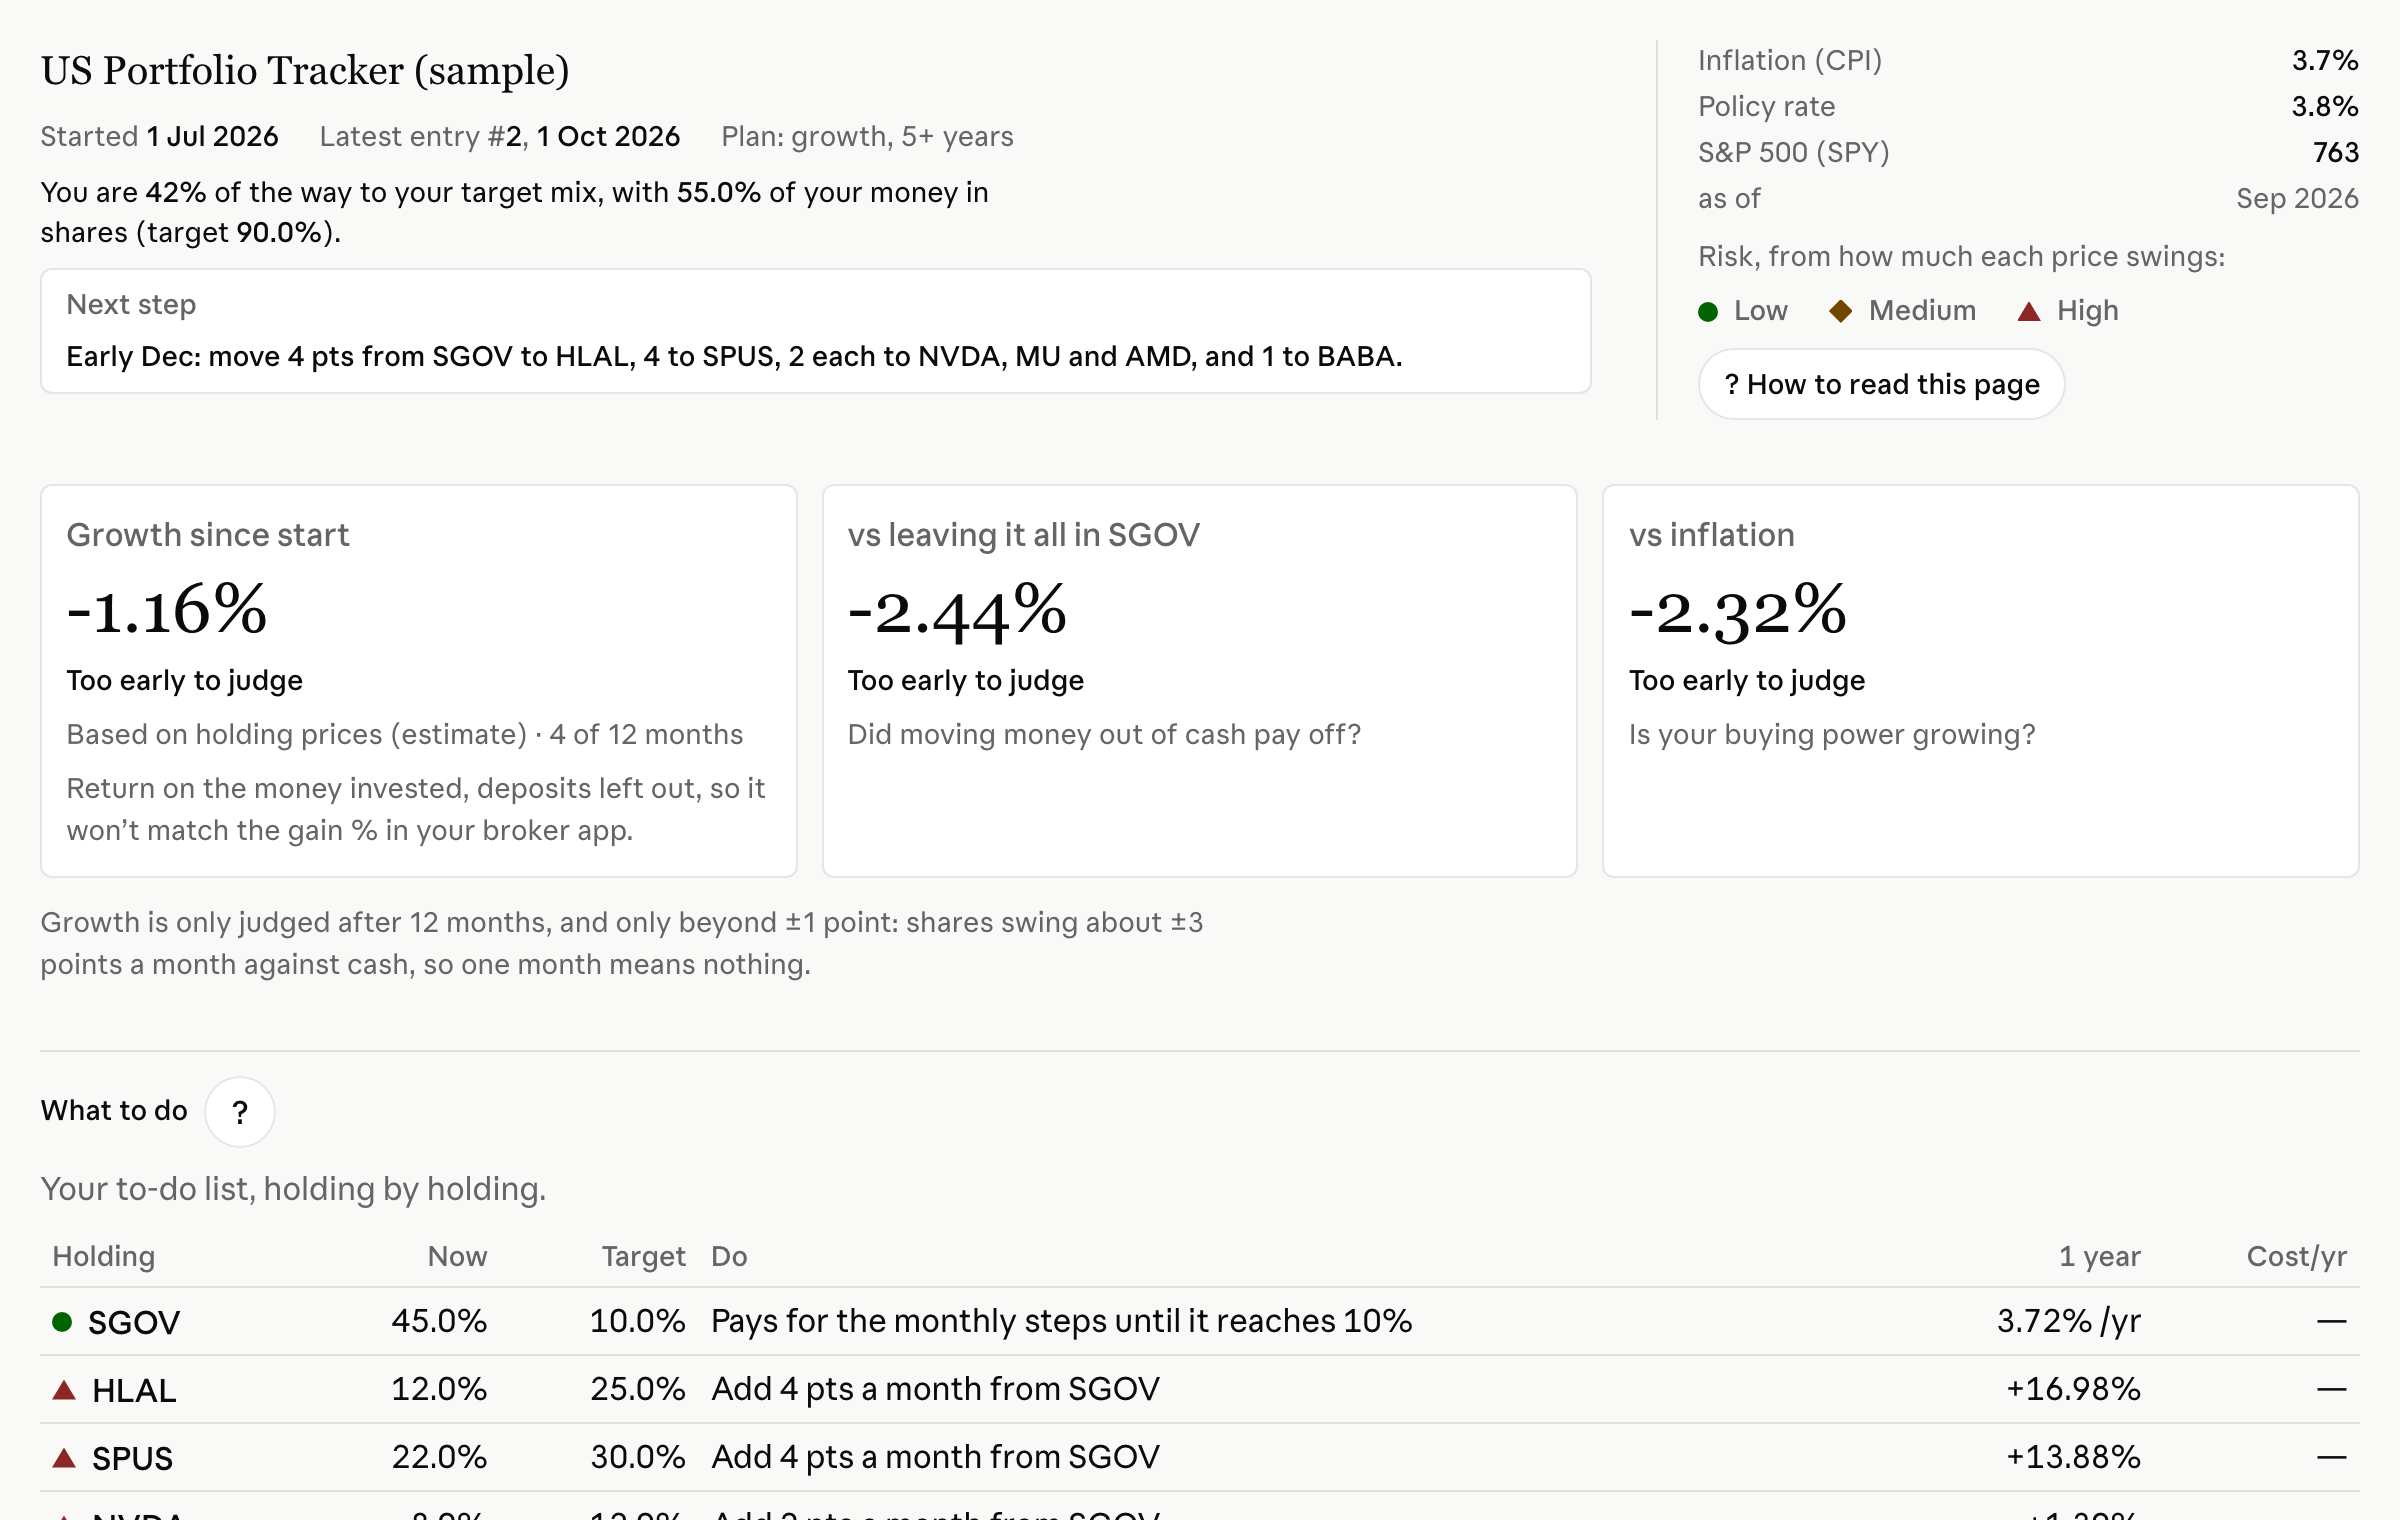 US Portfolio Tracker (sample)
Started 1 Jul 2026 Latest entry #2, 1 Oct 2026 Plan: growth, 5+ years
You are 42% of the way to your target mix, with 55.0% of your money in
shares (target 90.0%).
Next step
Early Dec: move 4 pts from SGOV to HLAL, 4 to SPUS, 2 each to NVDA, MU and AMD, and 1 to BABA.
Inflation (CPI) 3.7%
Policy rate 3.8%
S&P 500 (SPY) 763
as of Sep 2026
Risk, from how much each price swings:
Low Medium High
? How to read this page
Growth since start
-1.16%
Too early to judge
Based on holding prices (estimate) · 4 of 12 months
Return on the money invested, deposits left out, so it
won’t match the gain % in your broker app.
vs leaving it all in SGOV
-2.44%
Too early to judge
Did moving money out of cash pay off?
vs inflation
-2.32%
Too early to judge
Is your buying power growing?
Growth is only judged after 12 months, and only beyond ±1 point: shares swing about ±3
points a month against cash, so one month means nothing.
What to do ?
Your to-do list, holding by holding.
Holding Now Target Do 1 year Cost/yr
SGOV 45.0% 10.0% Pays for the monthly steps until it reaches 10% 3.72% /yr —
HLAL 12.0% 25.0% Add 4 pts a month from SGOV +16.98% —
SPUS 22.0% 30.0% Add 4 pts a month from SGOV +13.88% —